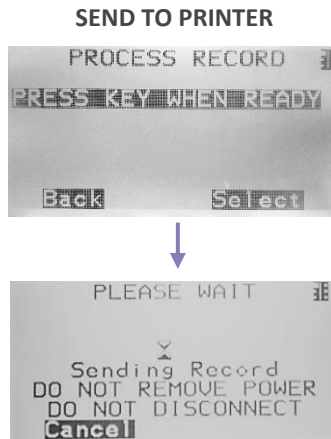 SEND TO PRINTER
PROCESS RECORD
PRESS KEY WHEN READY
Back Select
PLEASE WAIT
Sending Record
DO NOT REMOVE POWER
DO NOT DISCONNECT
Cancel